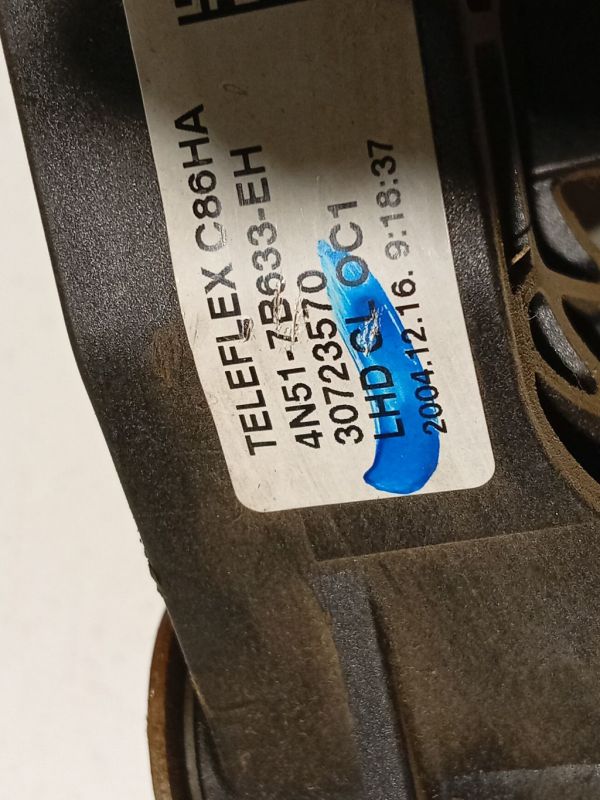 TELEFLEX C86HA
4N51-7B633-EH
30723570
LHD CL OC1
2004.12.16. 9:18:37